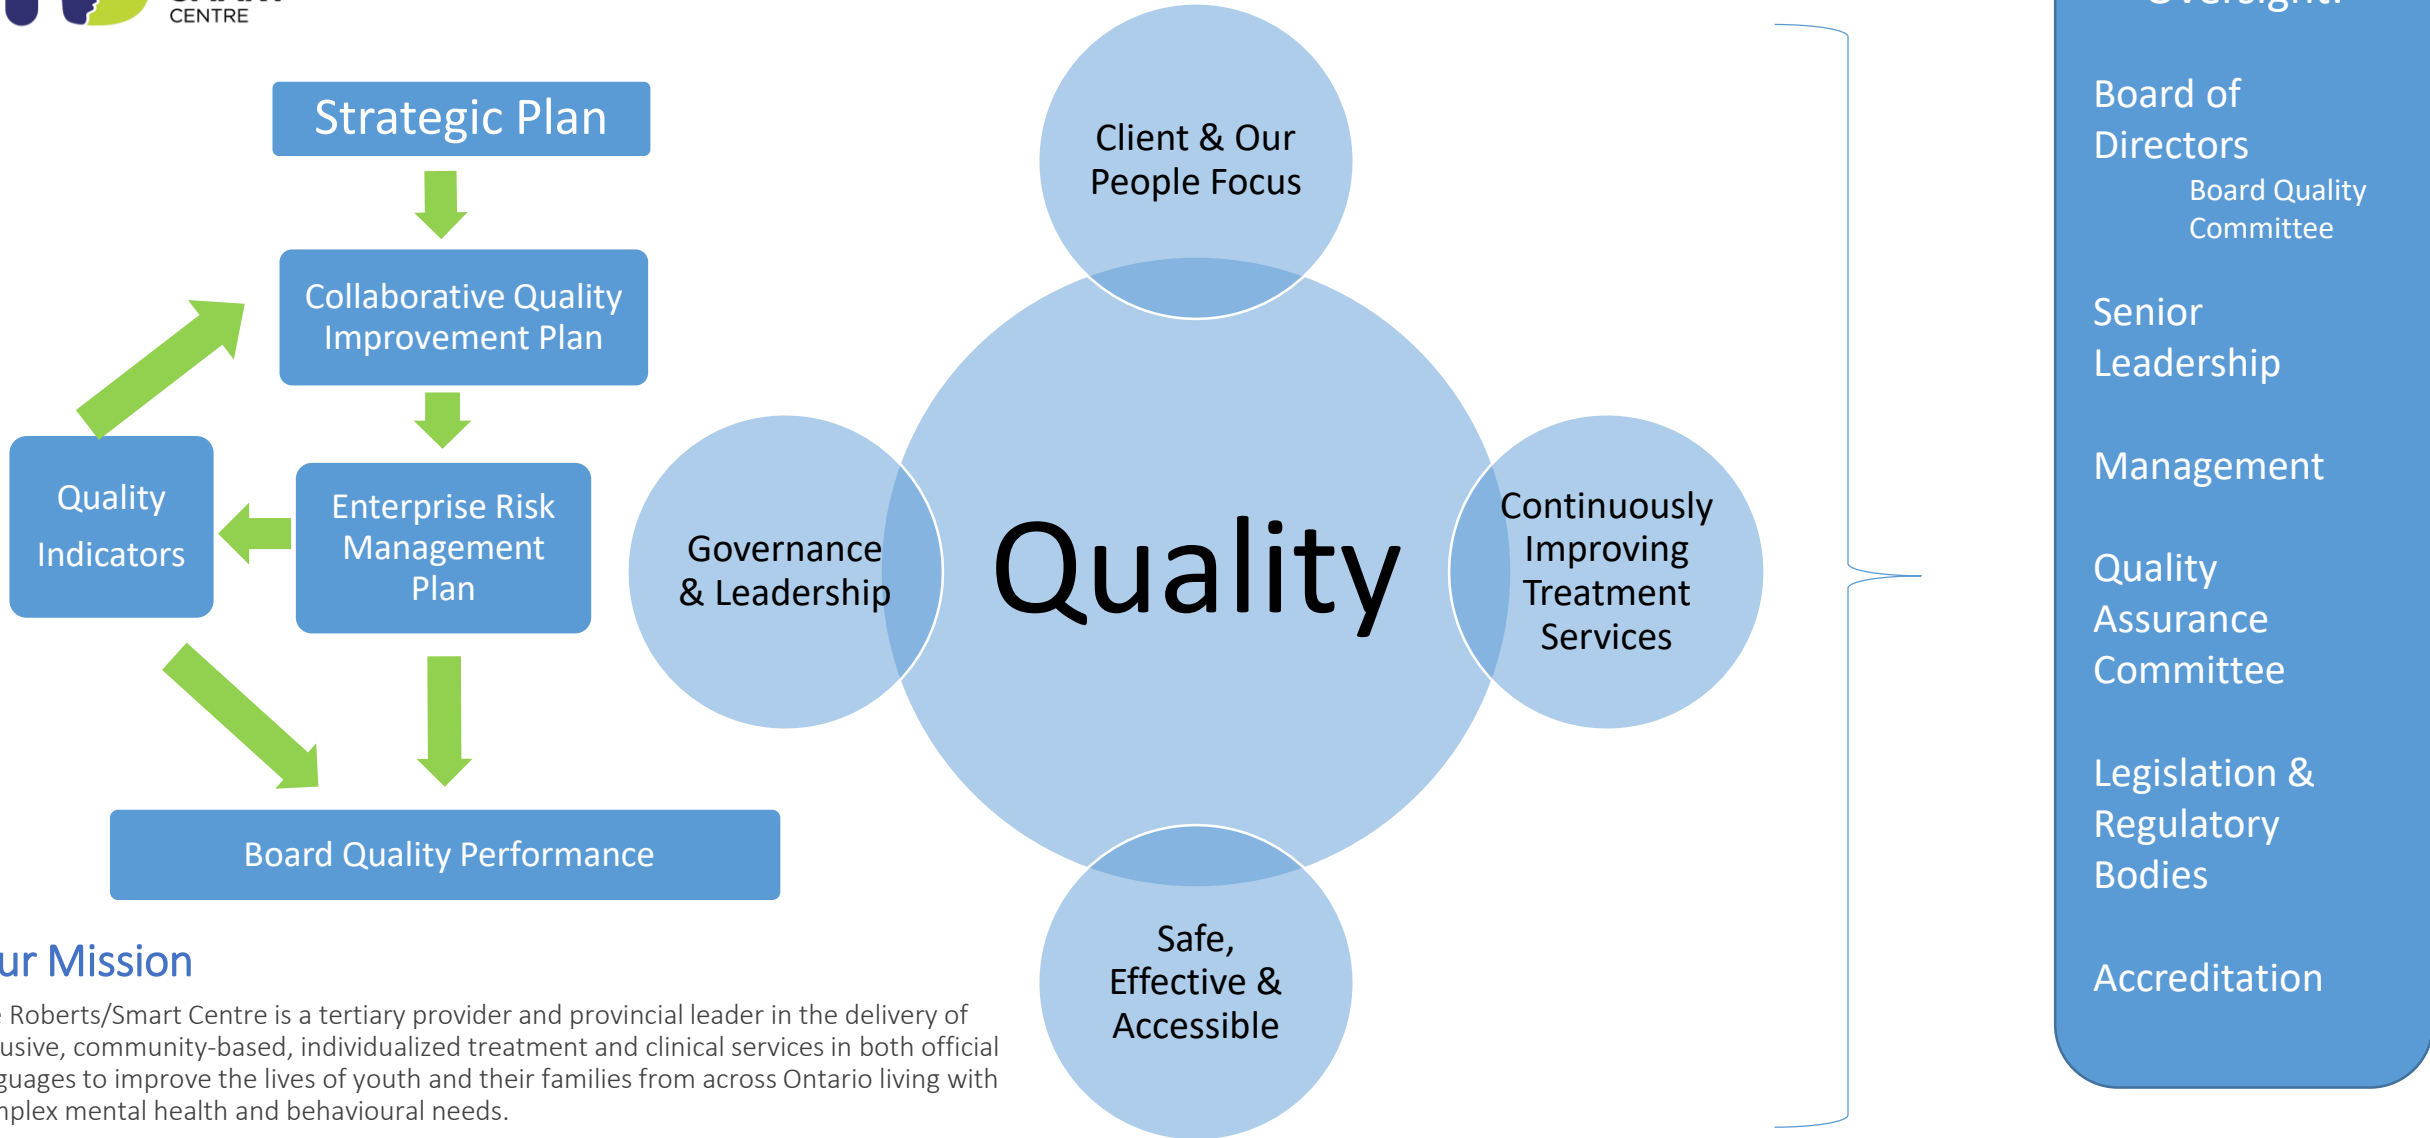 CENTRE
Strategic Plan
Collaborative Quality
Improvement Plan
Quality
Indicators
Enterprise Risk
Management
Plan
Board Quality Performance
Client & Our
People Focus
Governance
& Leadership
Quality
Continuously
Improving
Treatment
Services
Safe,
Effective &
Accessible
Board of
Directors
Board Quality
Committee
Senior
Leadership
Management
Quality
Assurance
Committee
Legislation &
Regulatory
Bodies
Accreditation
Mission
Roberts/Smart Centre is a tertiary provider and provincial leader in the delivery of
community-based, individualized treatment and clinical services in both official
to improve the lives of youth and their families from across Ontario living with
mental health and behavioural needs.